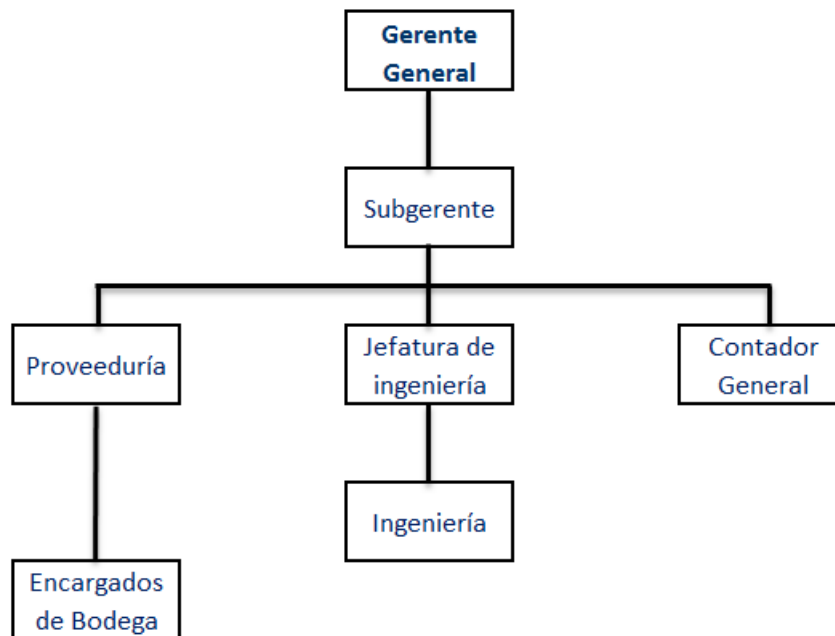 Gerente
General
Subgerente
Proveeduría
Jefatura de
ingeniería
Contador
General
Ingeniería
Encargados
de Bodega